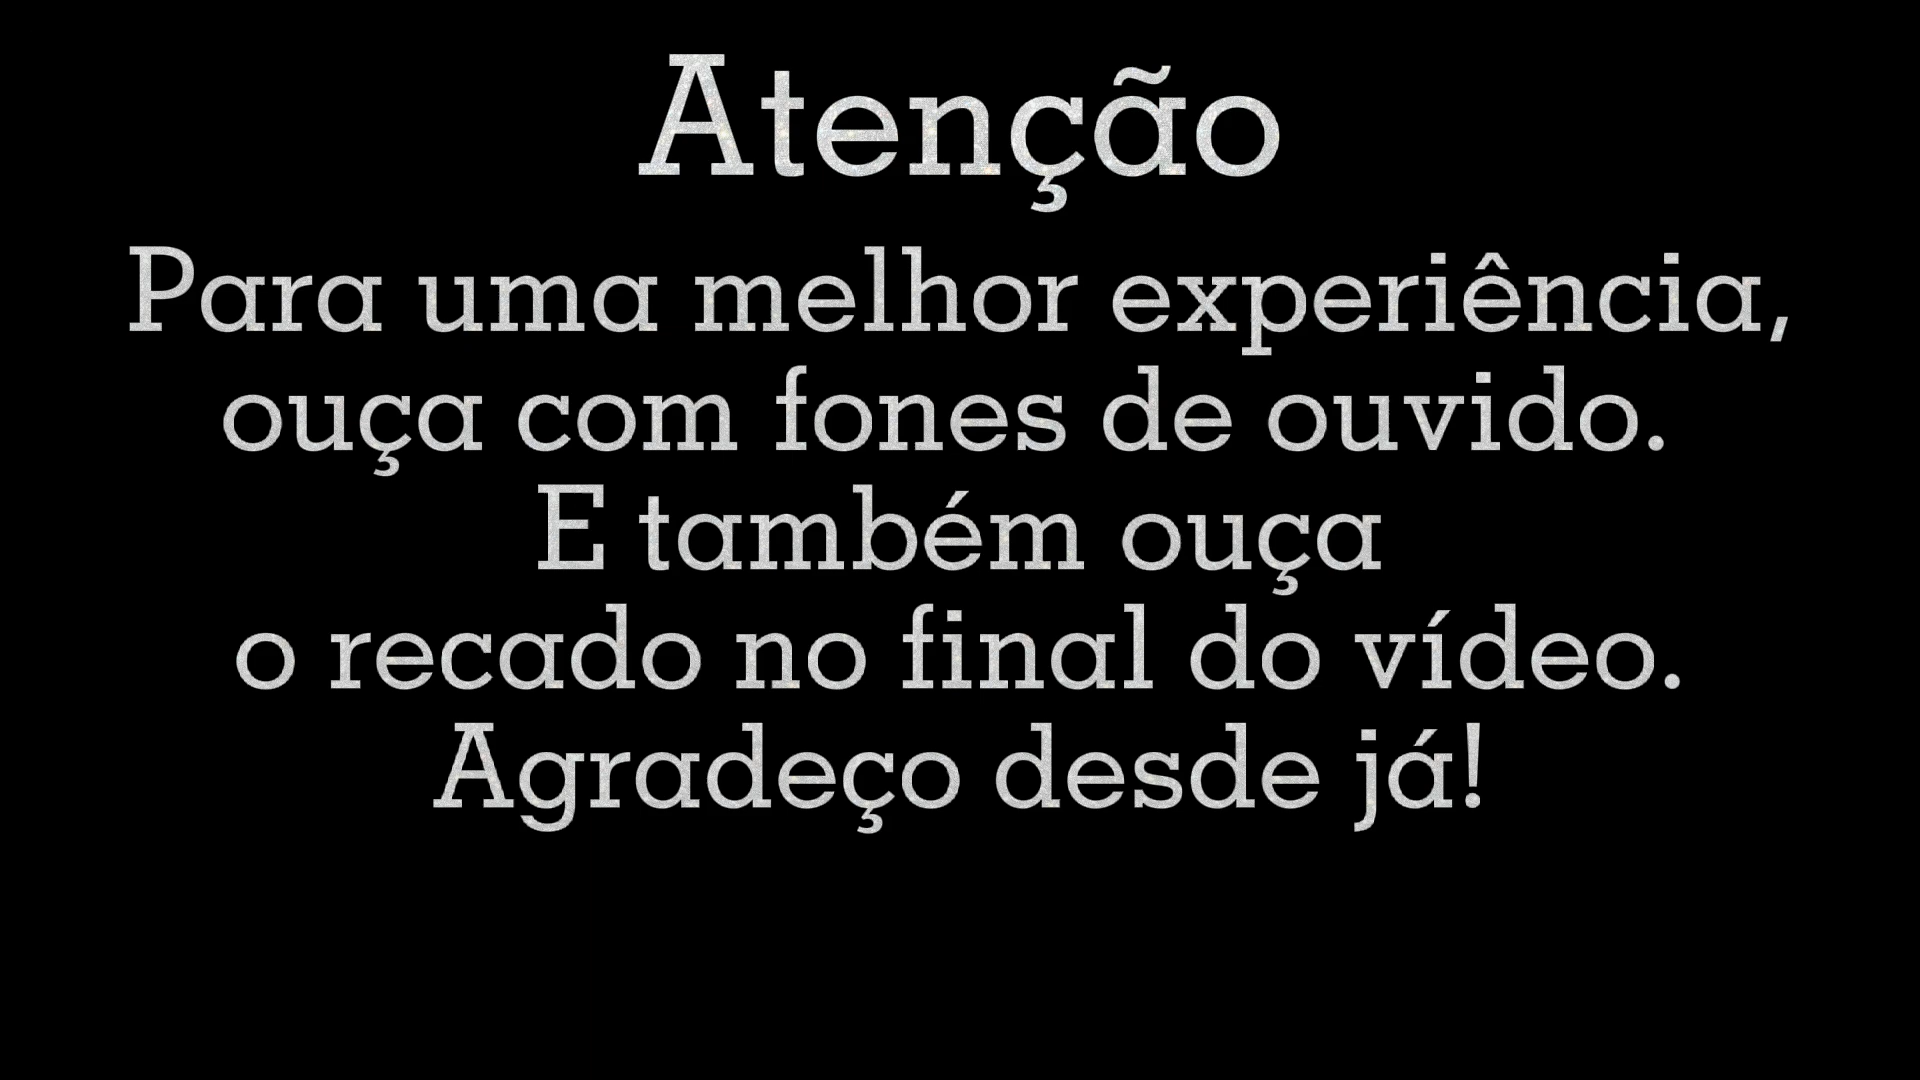 Atenção
Para uma melhor experiência,
ouça com fones de ouvido.
E também ouça
o recado no final do vídeo.
Agradeço desde já!